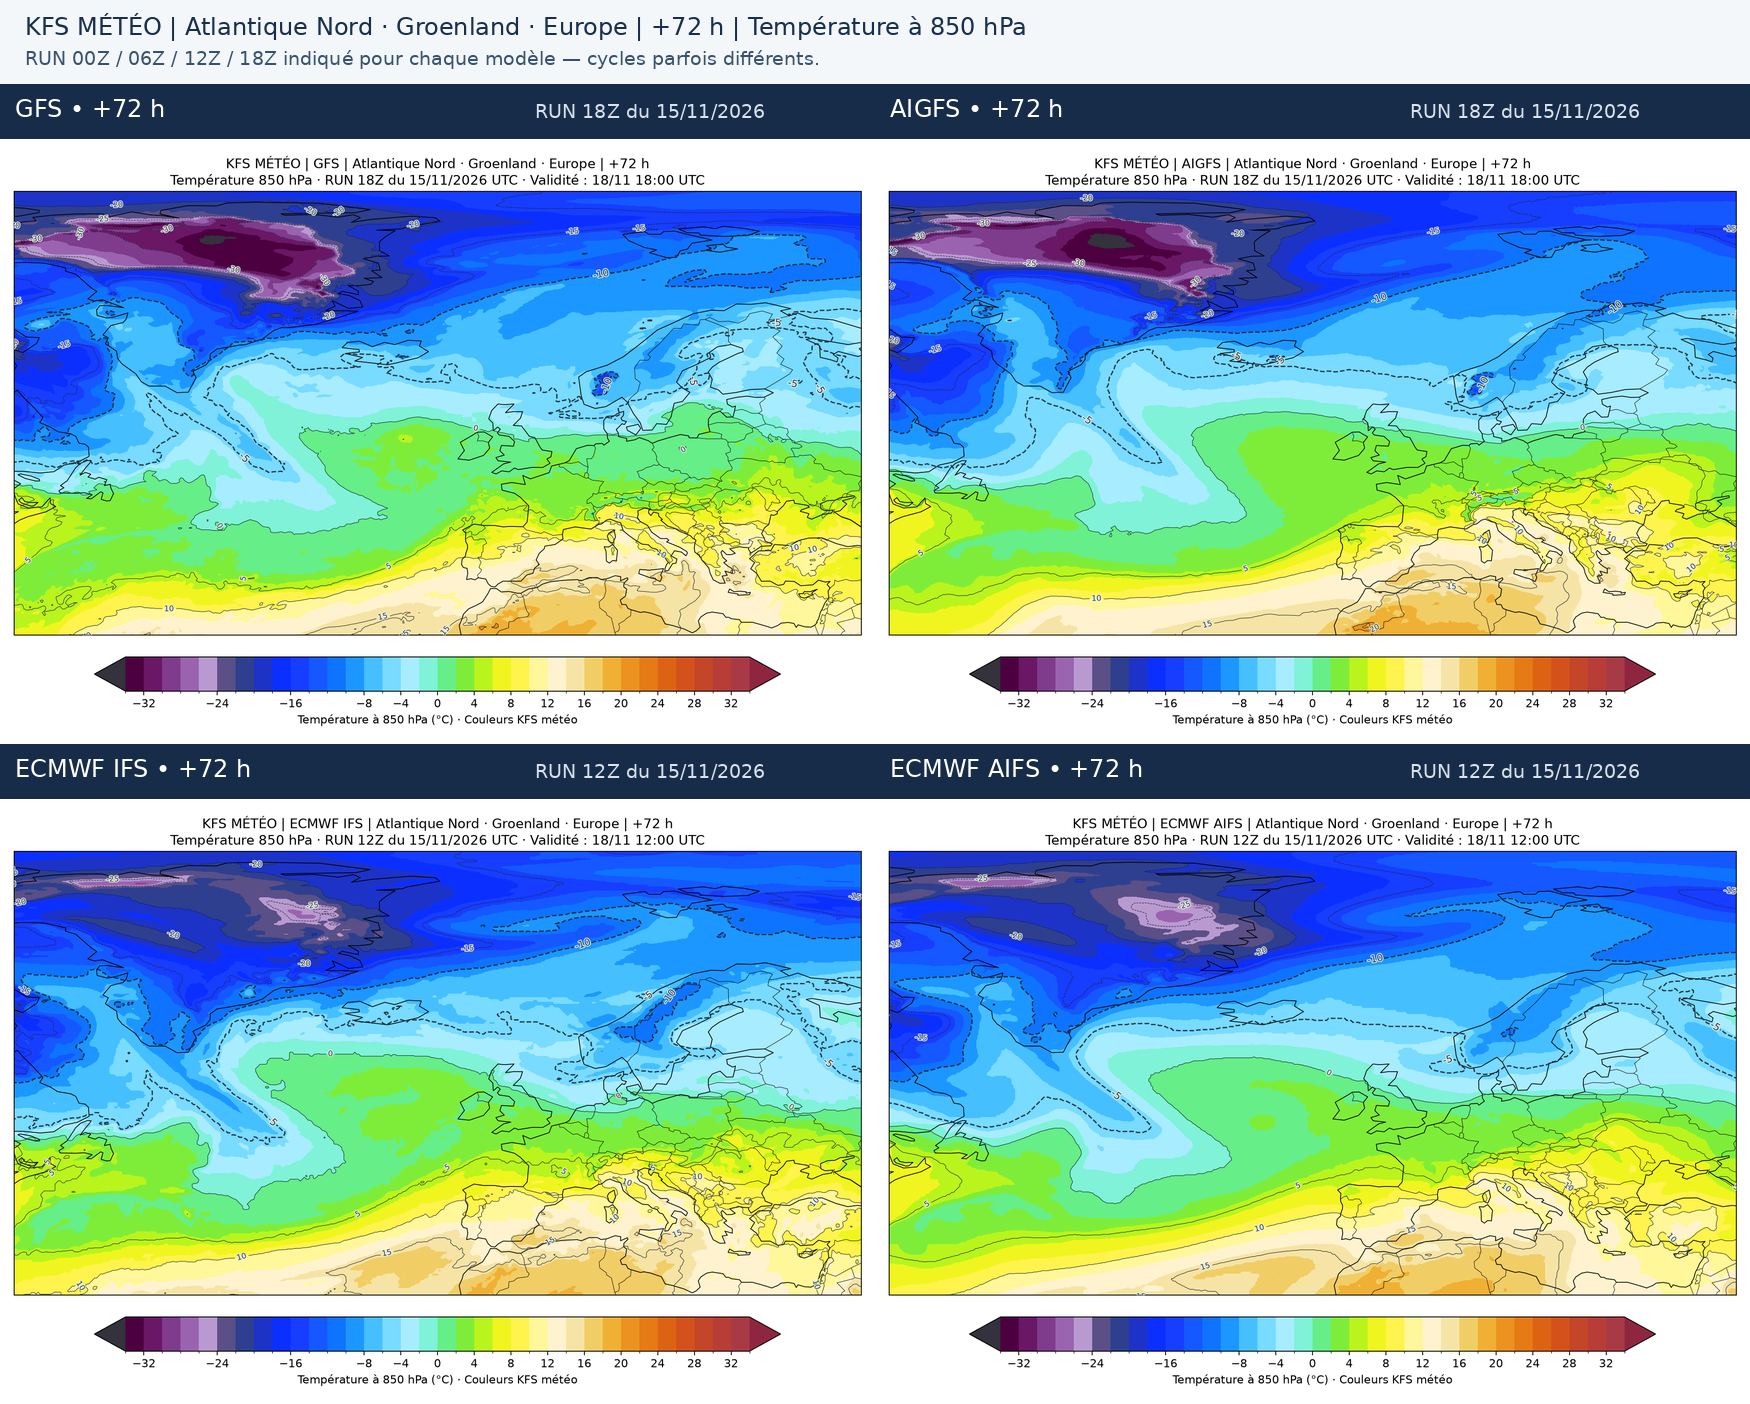 KFS MÉTÉO | Atlantique Nord · Groenland · Europe | +72 h | Température à 850 hPa
RUN 00Z / 06Z / 12Z / 18Z indiqué pour chaque modèle — cycles parfois différents.
GFS • +72 h
RUN 18Z du 15/11/2026
AIGFS • +72 h
RUN 18Z du 15/11/2026
KFS MÉTÉO | GFS | Atlantique Nord · Groenland · Europe | +72 h
Température 850 hPa · RUN 18Z du 15/11/2026 UTC · Validité : 18/11 18:00 UTC
KFS MÉTÉO | AIGFS | Atlantique Nord · Groenland · Europe | +72 h
Température 850 hPa · RUN 18Z du 15/11/2026 UTC · Validité : 18/11 18:00 UTC
−32 −24 −16 −8 −4 0 4 8 12 16 20 24 28 32
Température à 850 hPa (°C) · Couleurs KFS météo
−32 −24 −16 −8 −4 0 4 8 12 16 20 24 28 32
Température à 850 hPa (°C) · Couleurs KFS météo
ECMWF IFS • +72 h
RUN 12Z du 15/11/2026
ECMWF AIFS • +72 h
RUN 12Z du 15/11/2026
KFS MÉTÉO | ECMWF IFS | Atlantique Nord · Groenland · Europe | +72 h
Température 850 hPa · RUN 12Z du 15/11/2026 UTC · Validité : 18/11 12:00 UTC
KFS MÉTÉO | ECMWF AIFS | Atlantique Nord · Groenland · Europe | +72 h
Température 850 hPa · RUN 12Z du 15/11/2026 UTC · Validité : 18/11 12:00 UTC
−32 −24 −16 −8 −4 0 4 8 12 16 20 24 28 32
Température à 850 hPa (°C) · Couleurs KFS météo
−32 −24 −16 −8 −4 0 4 8 12 16 20 24 28 32
Température à 850 hPa (°C) · Couleurs KFS météo